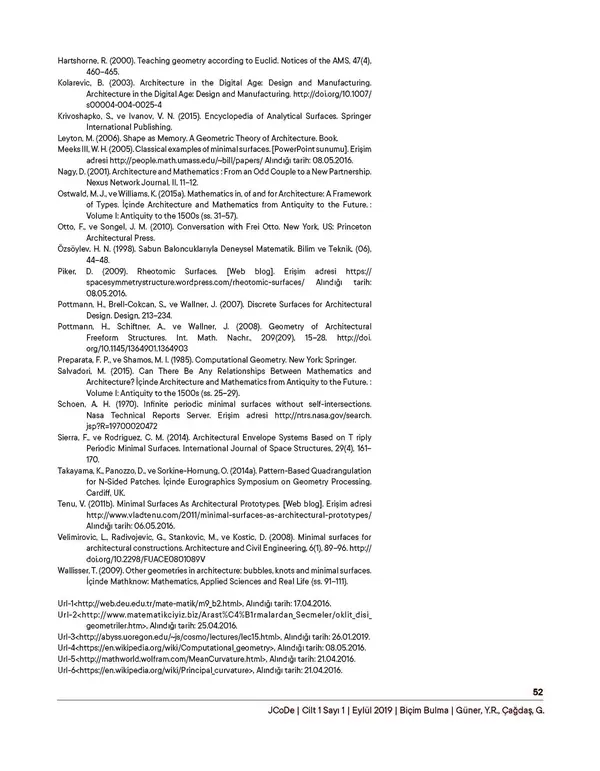 Hartshorne, R. (2000). Teaching geometry according to Euclid. Notices of the AMS, 47(4),
460–465.
Kolarevic, B. (2003). Architecture in the Digital Age: Design and Manufacturing.
Architecture in the Digital Age: Design and Manufacturing. http://doi.org/10.1007/
s00004-004-0025-4
Krivoshapko, S., ve Ivanov, V. N. (2015). Encyclopedia of Analytical Surfaces. Springer
International Publishing.
Leyton, M. (2006). Shape as Memory. A Geometric Theory of Architecture. Book.
Meeks III, W. H. (2005). Classical examples of minimal surfaces. [PowerPoint sunumu]. Erişim
adresi http://people.math.umass.edu/~bill/papers/ Alındığı tarih: 08.05.2016.
Nagy, D. (2001). Architecture and Mathematics : From an Odd Couple to a New Partnership.
Nexus Network Journal, II, 11–12.
Ostwald, M. J., ve Williams, K. (2015a). Mathematics in, of and for Architecture: A Framework
of Types. İçinde Architecture and Mathematics from Antiquity to the Future. :
Volume I: Antiquity to the 1500s (ss. 31–57).
Otto, F., ve Songel, J. M. (2010). Conversation with Frei Otto. New York, US: Princeton
Architectural Press.
Özsöylev, H. N. (1998). Sabun Baloncuklarıyla Deneysel Matematik. Bilim ve Teknik, (06),
44–48.
Piker, D. (2009). Rheotomic Surfaces. [Web blog]. Erişim adresi https://
spacesymmetrystructure.wordpress.com/rheotomic-surfaces/ Alındığı tarih:
08.05.2016.
Pottmann, H., Brell-Cokcan, S., ve Wallner, J. (2007). Discrete Surfaces for Architectural
Design. Design, 213–234.
Pottmann, H., Schiftner, A., ve Wallner, J. (2008). Geometry of Architectural
Freeform Structures. Int. Math. Nachr., 209(209), 15–28. http://doi.
org/10.1145/1364901.1364903
Preparata, F. P., ve Shamos, M. I. (1985). Computational Geometry. New York: Springer.
Salvadori, M. (2015). Can There Be Any Relationships Between Mathematics and
Architecture? İçinde Architecture and Mathematics from Antiquity to the Future. :
Volume I: Antiquity to the 1500s (ss. 25–29).
Schoen, A. H. (1970). Infinite periodic minimal surfaces without self-intersections.
Nasa Technical Reports Server. Erişim adresi http://ntrs.nasa.gov/search.
jsp?R=19700020472
Sierra, F., ve Rodriguez, C. M. (2014). Architectural Envelope Systems Based on T riply
Periodic Minimal Surfaces. International Journal of Space Structures, 29(4), 161–
170.
Takayama, K., Panozzo, D., ve Sorkine-Hornung, O. (2014a). Pattern-Based Quadrangulation
for N-Sided Patches. İçinde Eurographics Symposium on Geometry Processing.
Cardiff, UK.
Tenu, V. (2011b). Minimal Surfaces As Architectural Prototypes. [Web blog]. Erişim adresi
http://www.vladtenu.com/2011/minimal-surfaces-as-architectural-prototypes/
Alındığı tarih: 06.05.2016.
Velimirovic, L., Radivojevic, G., Stankovic, M., ve Kostic, D. (2008). Minimal surfaces for
architectural constructions. Architecture and Civil Engineering, 6(1), 89–96. http://
doi.org/10.2298/FUACE0801089V
Wallisser, T. (2009). Other geometries in architecture: bubbles, knots and minimal surfaces.
İçinde Mathknow: Mathematics, Applied Sciences and Real Life (ss. 91–111).
Url-1<http://web.deu.edu.tr/mate-matik/m9_b2.html>, Alındığı tarih: 17.04.2016.
Url-2<http://www.matematikciyiz.biz/Arast%C4%B1rmalardan_Secmeler/oklit_disi_
geometriler.htm>, Alındığı tarih: 25.04.2016.
Url-3<http://abyss.uoregon.edu/~js/cosmo/lectures/lec15.html>, Alındığı tarih: 26.01.2019.
Url-4<https://en.wikipedia.org/wiki/Computational_geometry>, Alındığı tarih: 08.05.2016.
Url-5<http://mathworld.wolfram.com/MeanCurvature.html>, Alındığı tarih: 21.04.2016.
Url-6<https://en.wikipedia.org/wiki/Principal_curvature>, Alındığı tarih: 21.04.2016.
52
JCoDe | Cilt 1 Sayı 1 | Eylül 2019 | Biçim Bulma | Güner, Y.R., Çağdaş, G.